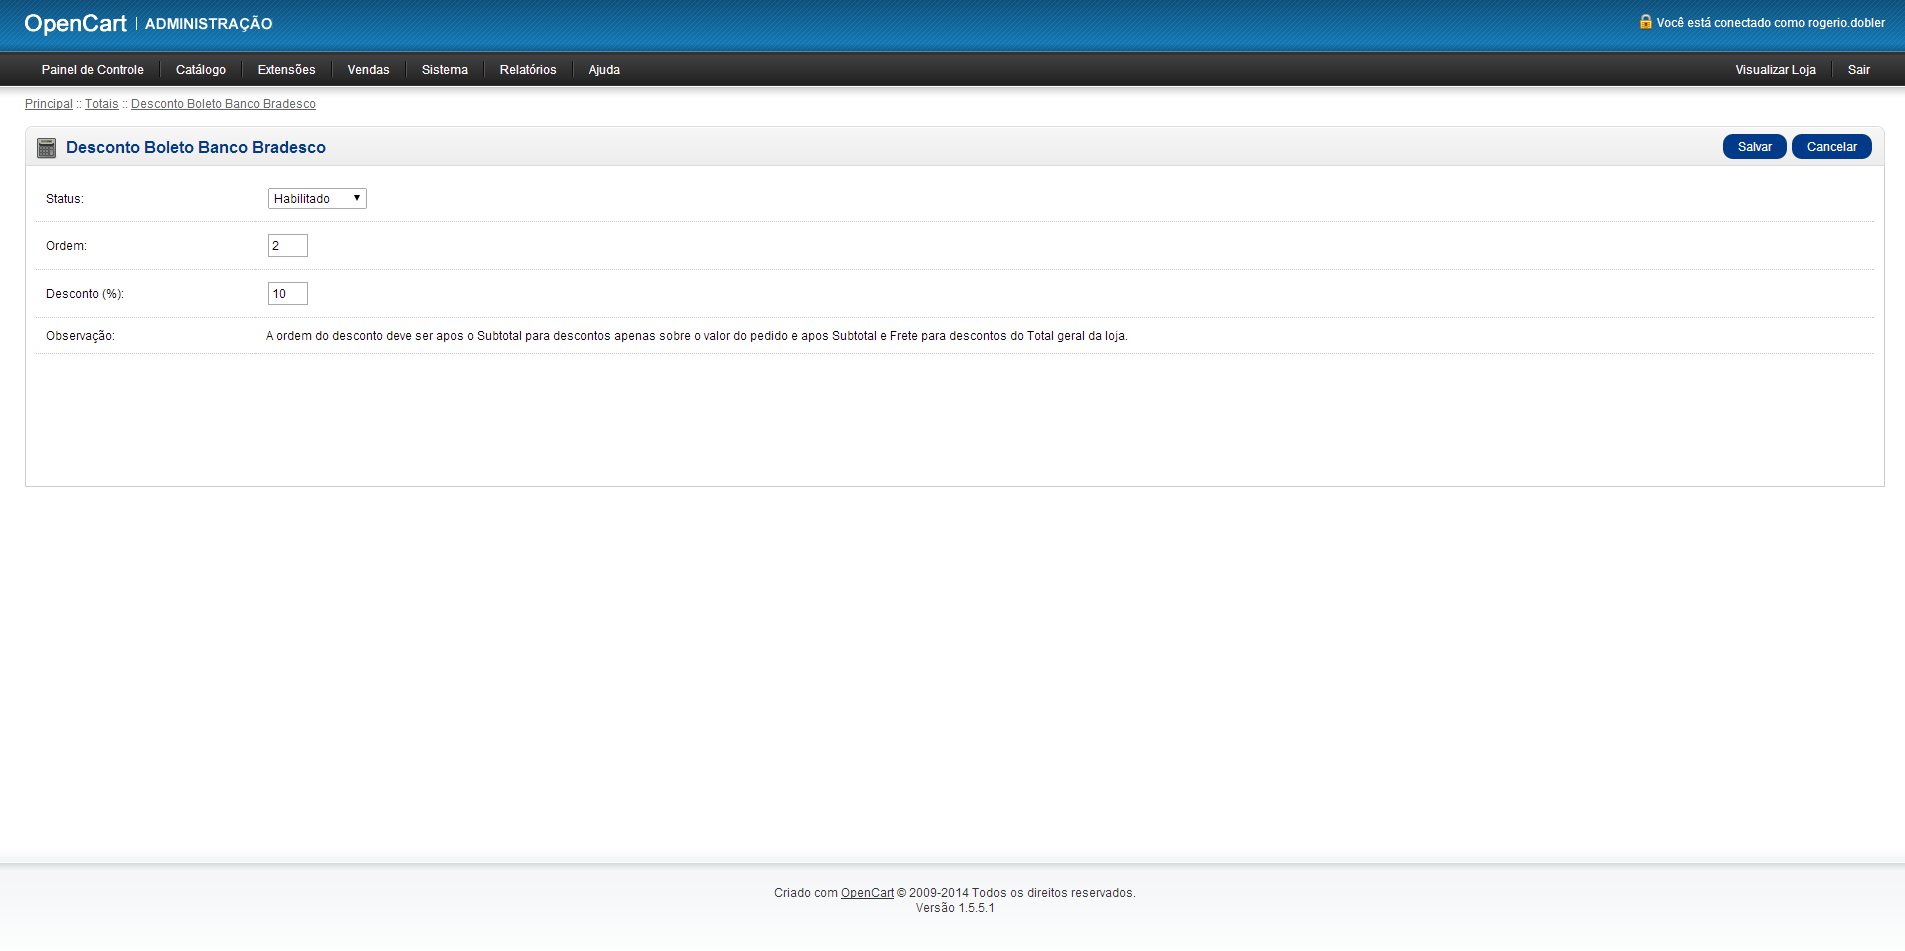 OpenCart | ADMINISTRAÇÃO
Você está conectado como rogerio.dobler
Painel de Controle Catálogo Extensões Vendas Sistema Relatórios Ajuda Visualizar Loja Sair
Principal :: Totais :: Desconto Boleto Banco Bradesco
Desconto Boleto Banco Bradesco Salvar Cancelar
Status: Habilitado
Ordem: 2
Desconto (%): 10
Observação: A ordem do desconto deve ser apos o Subtotal para descontos apenas sobre o valor do pedido e apos Subtotal e Frete para descontos do Total geral da loja.
Criado com OpenCart © 2009-2014 Todos os direitos reservados.
Versão 1.5.5.1